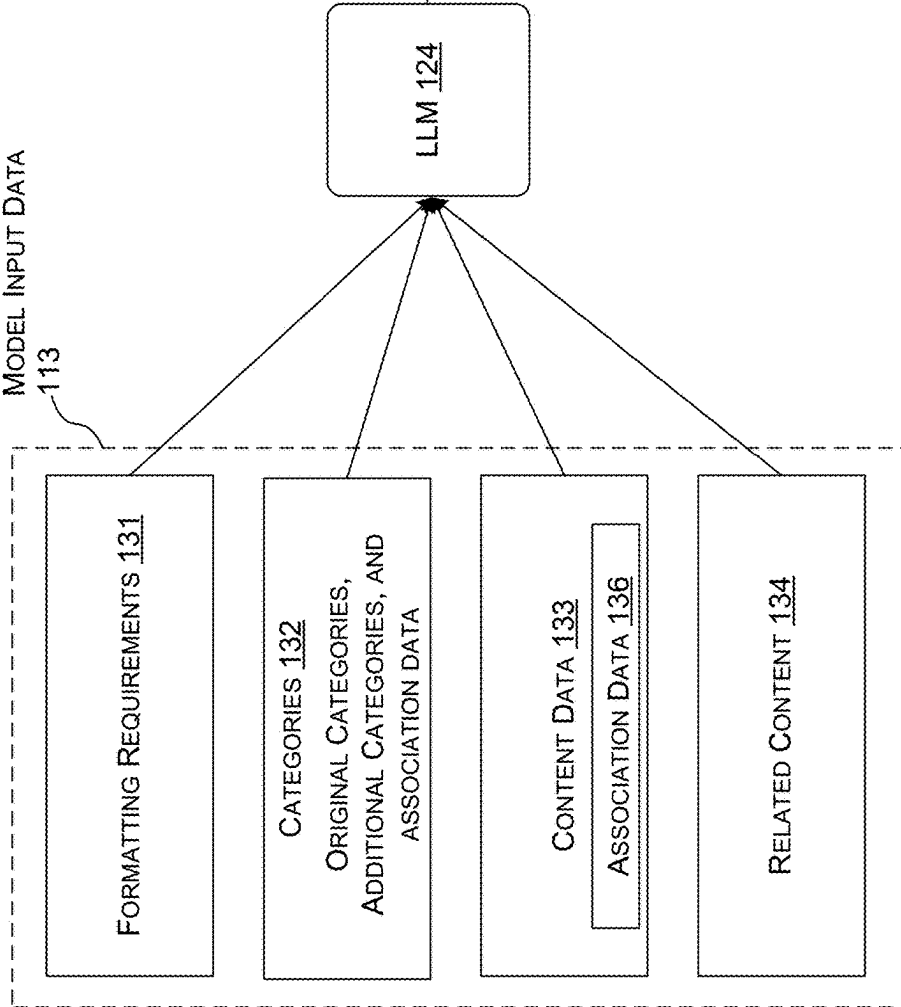 MODEL INPUT DATA
113
FORMATTING REQUIREMENTS 131
CATEGORIES 132
ORIGINAL CATEGORIES,
ADDITIONAL CATEGORIES, AND
ASSOCIATION DATA
CONTENT DATA 133
ASSOCIATION DATA 136
RELATED CONTENT 134
LLM 124